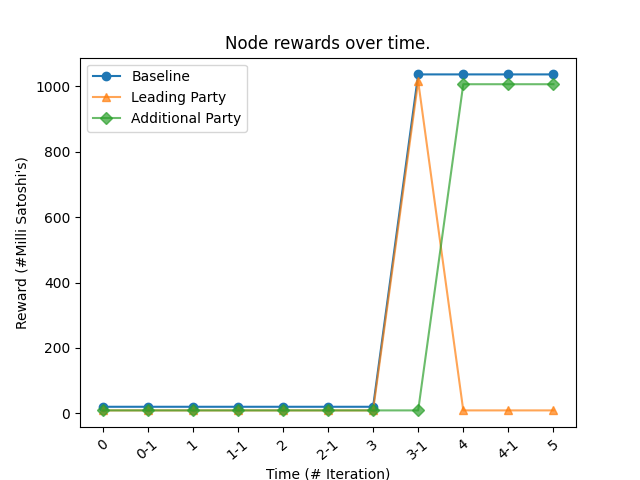 Node rewards over time.
Baseline
Leading Party
Additional Party
Reward (#Milli Satoshi's)
1000
800
600
400
200
0
0 0-1 1 1-1 2 2-1 3 3-1 4 4-1 5
Time (# Iteration)